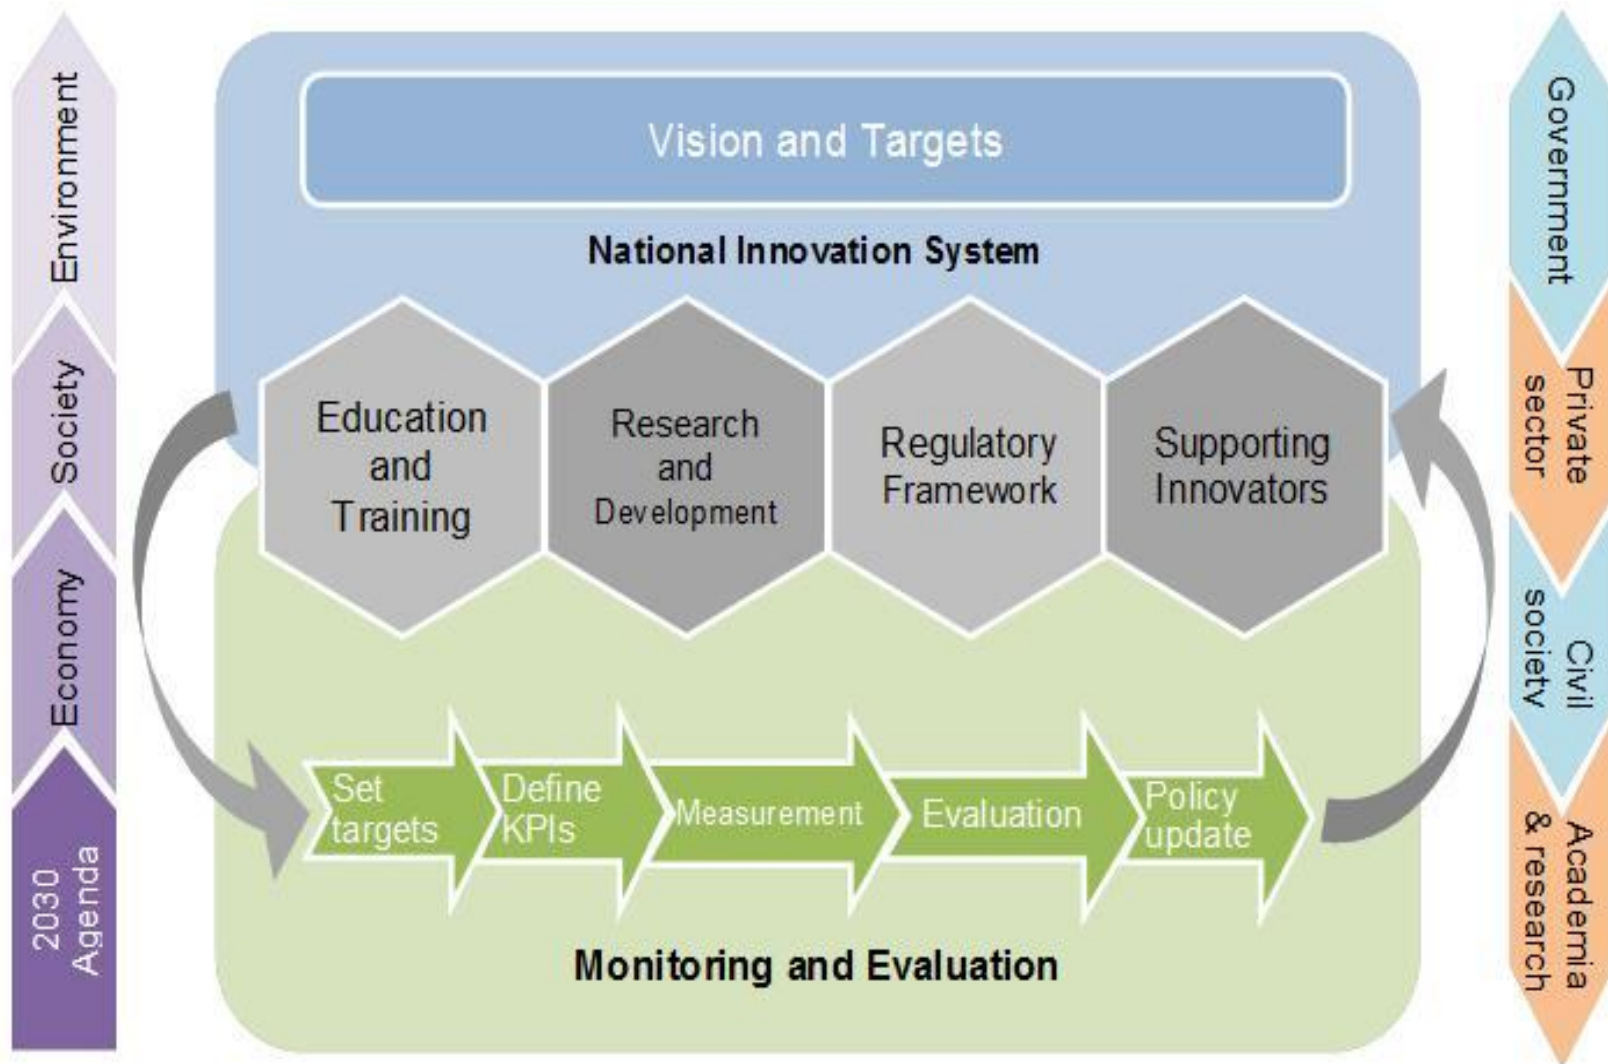 Vision and Targets
National Innovation System
Education
and
Training
Research
and
Development
Regulatory
Framework
Supporting
Innovators
Set
targets
Define
KPIs
Measurement
Evaluation
Policy
update
Monitoring and Evaluation
Environment
Society
Economy
2030
Agenda
Government
Private
sector
Civil
society
Academia
& research